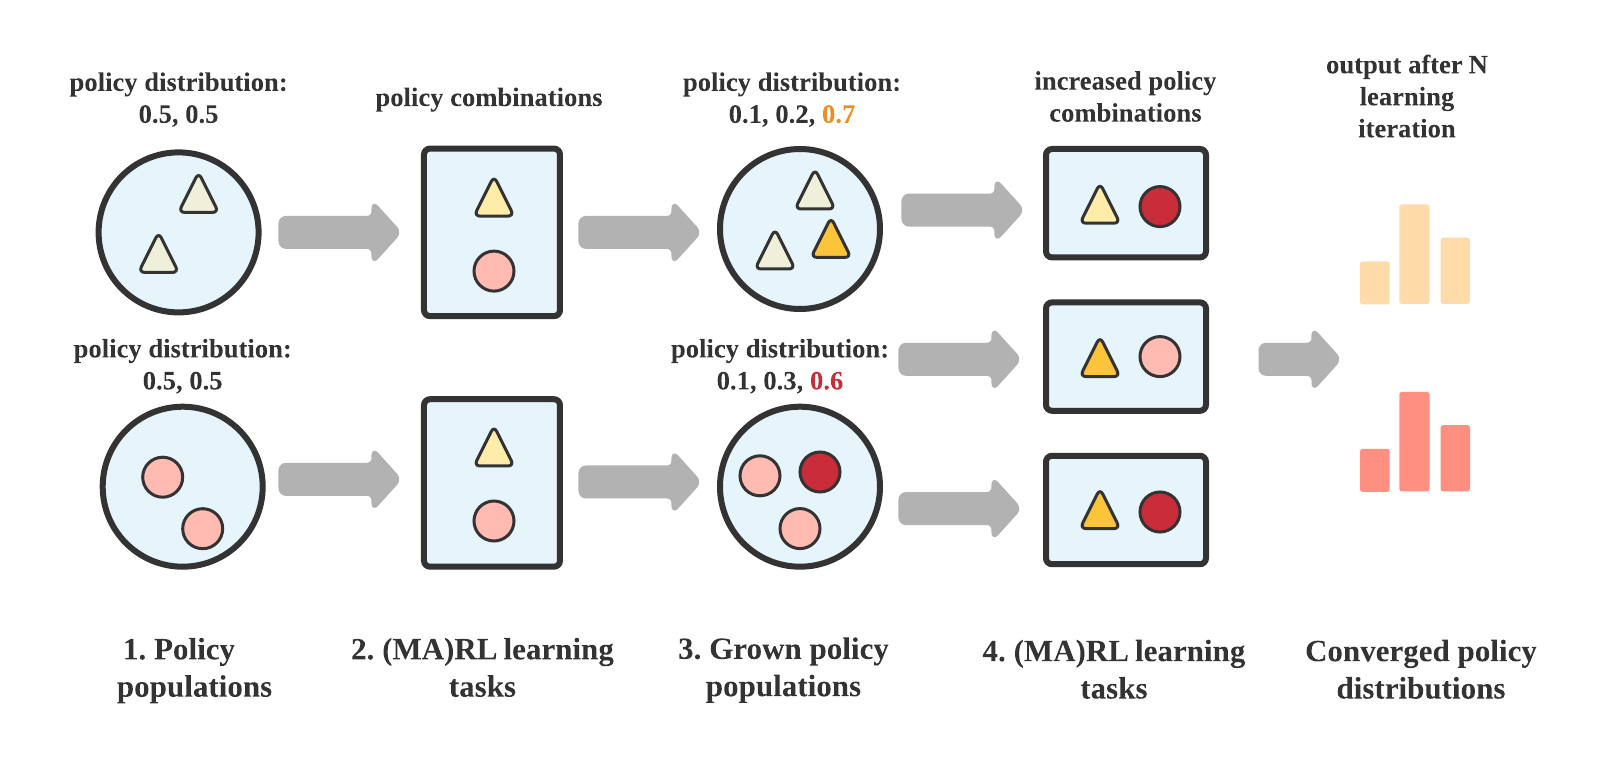 policy distribution:
0.5, 0.5
policy combinations
policy distribution:
0.1, 0.2, 0.7
increased policy
combinations
output after N
learning
iteration
policy distribution:
0.5, 0.5
policy distribution:
0.1, 0.3, 0.6
1. Policy
populations
2. (MA)RL learning
tasks
3. Grown policy
populations
4. (MA)RL learning
tasks
Converged policy
distributions